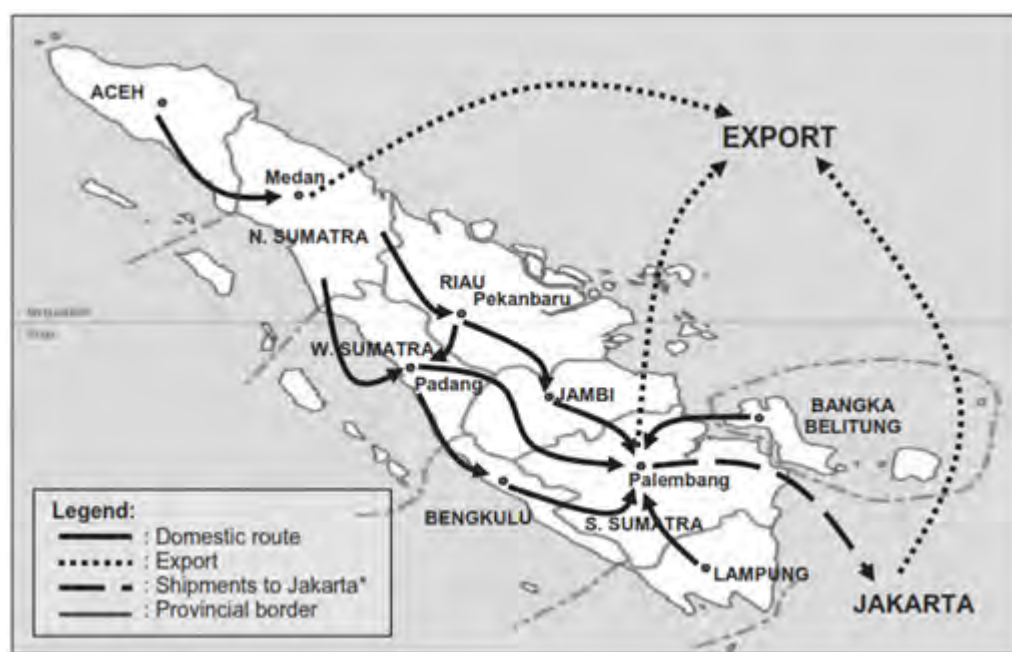 ACEH
EXPORT
Medan
N. SUMATRA
RIAU
Pekanbaru
W. SUMATRA
Padang
JAMBI
BANGKA
BELITUNG
Palembang
BENGKULU
S. SUMATRA
LAMPUNG
JAKARTA
Legend:
: Domestic route
: Export
: Shipments to Jakarta*
: Provincial border